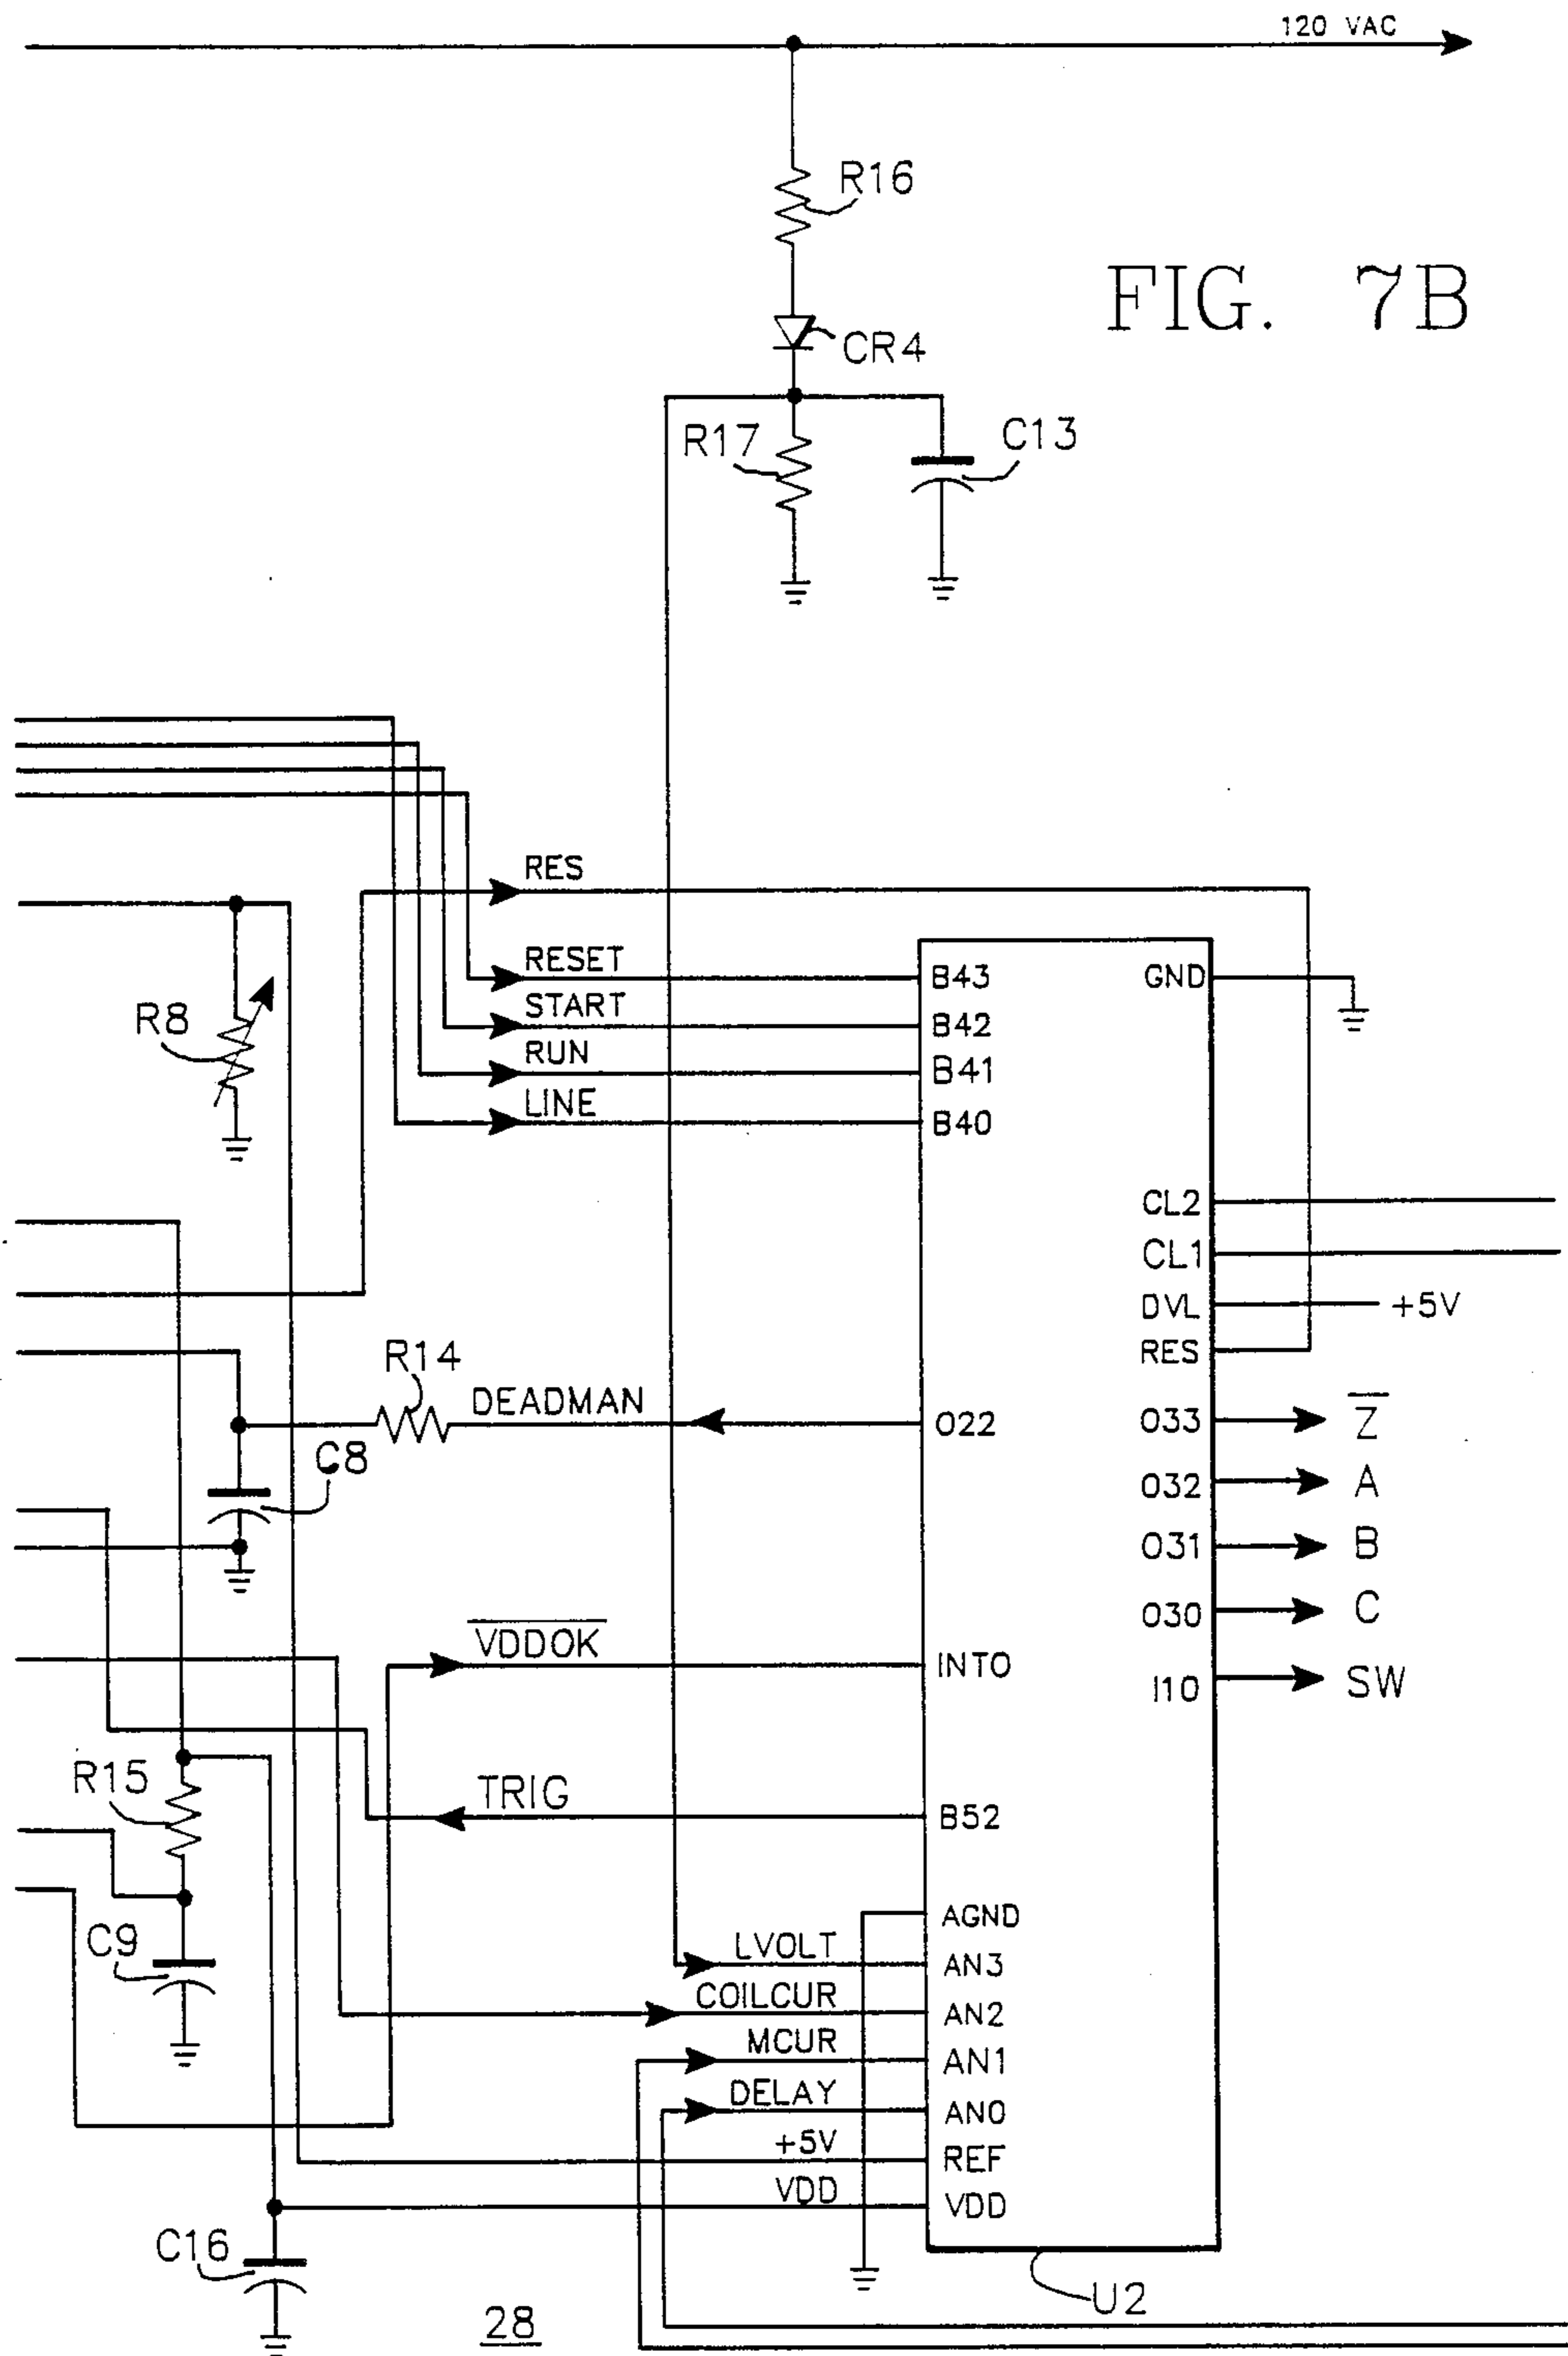 120 VAC
R16
FIG. 7B
CR4
R17
C13
RES
RESET
B43
GND
R8
START
B42
RUN
B41
LINE
B40
CL2
CL1
DVL
+5V
RES
R14
DEADMAN
O22
O33
Z
C8
O32
A
O31
B
O30
C
VDDOK
INTO
I10
SW
R15
TRIG
B52
AGND
C9
LVOLT
AN3
COILCUR
AN2
MCUR
AN1
DELAY
AN0
+5V
REF
VDD
VDD
C16
U2
28